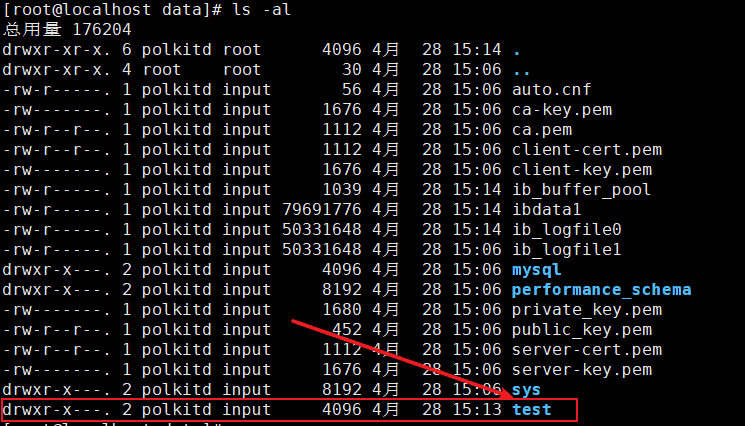 [root@localhost data]# ls -al
总用量 176204
drwxr-xr-x. 6 polkitd root 4096 4月 28 15:14 .
drwxr-xr-x. 4 root root 30 4月 28 15:06 ..
-rw-r-----. 1 polkitd input 56 4月 28 15:06 auto.cnf
-rw-------. 1 polkitd input 1676 4月 28 15:06 ca-key.pem
-rw-r--r--. 1 polkitd input 1112 4月 28 15:06 ca.pem
-rw-r--r--. 1 polkitd input 1112 4月 28 15:06 client-cert.pem
-rw-------. 1 polkitd input 1676 4月 28 15:06 client-key.pem
-rw-r-----. 1 polkitd input 1039 4月 28 15:14 ib_buffer_pool
-rw-r-----. 1 polkitd input 79691776 4月 28 15:14 ibdata1
-rw-r-----. 1 polkitd input 50331648 4月 28 15:14 ib_logfile0
-rw-r-----. 1 polkitd input 50331648 4月 28 15:06 ib_logfile1
drwxr-x---. 2 polkitd input 4096 4月 28 15:06 mysql
drwxr-x---. 2 polkitd input 8192 4月 28 15:06 performance_schema
-rw-------. 1 polkitd input 1680 4月 28 15:06 private_key.pem
-rw-r--r--. 1 polkitd input 452 4月 28 15:06 public_key.pem
-rw-r--r--. 1 polkitd input 1112 4月 28 15:06 server-cert.pem
-rw-------. 1 polkitd input 1676 4月 28 15:06 server-key.pem
drwxr-x---. 2 polkitd input 8192 4月 28 15:06 sys
drwxr-x---. 2 polkitd input 4096 4月 28 15:13 test
[root@localhost data]#